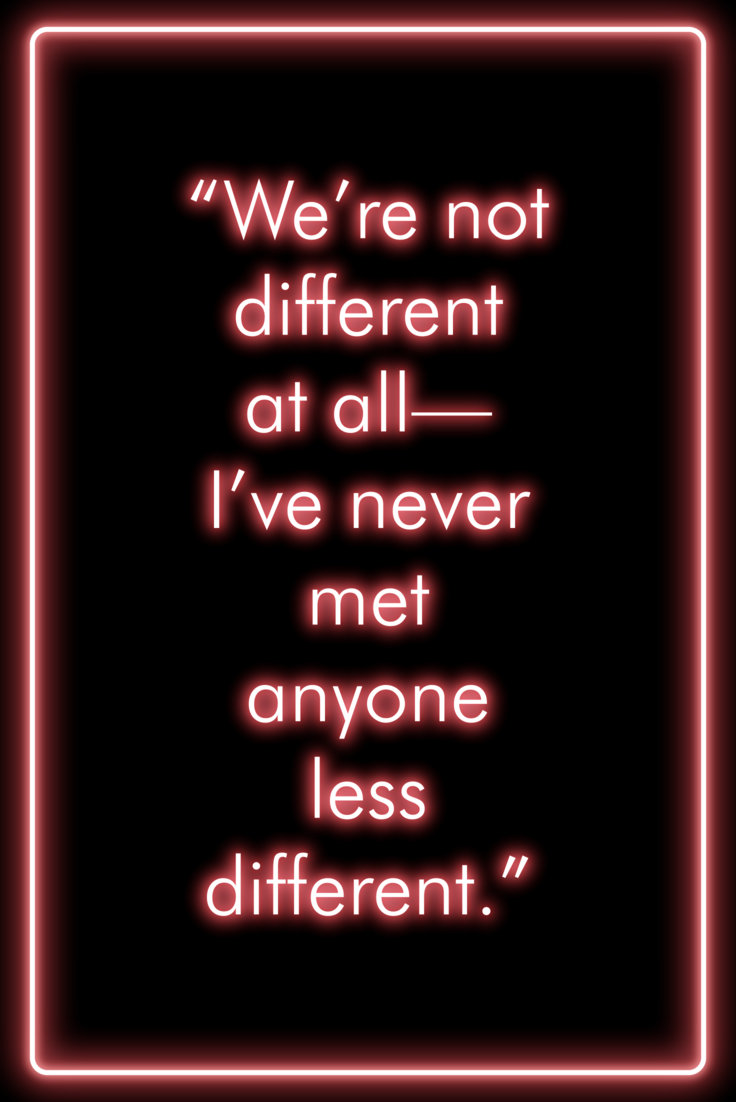 “We’re not
different
at all—
I’ve never
met
anyone
less
different.”